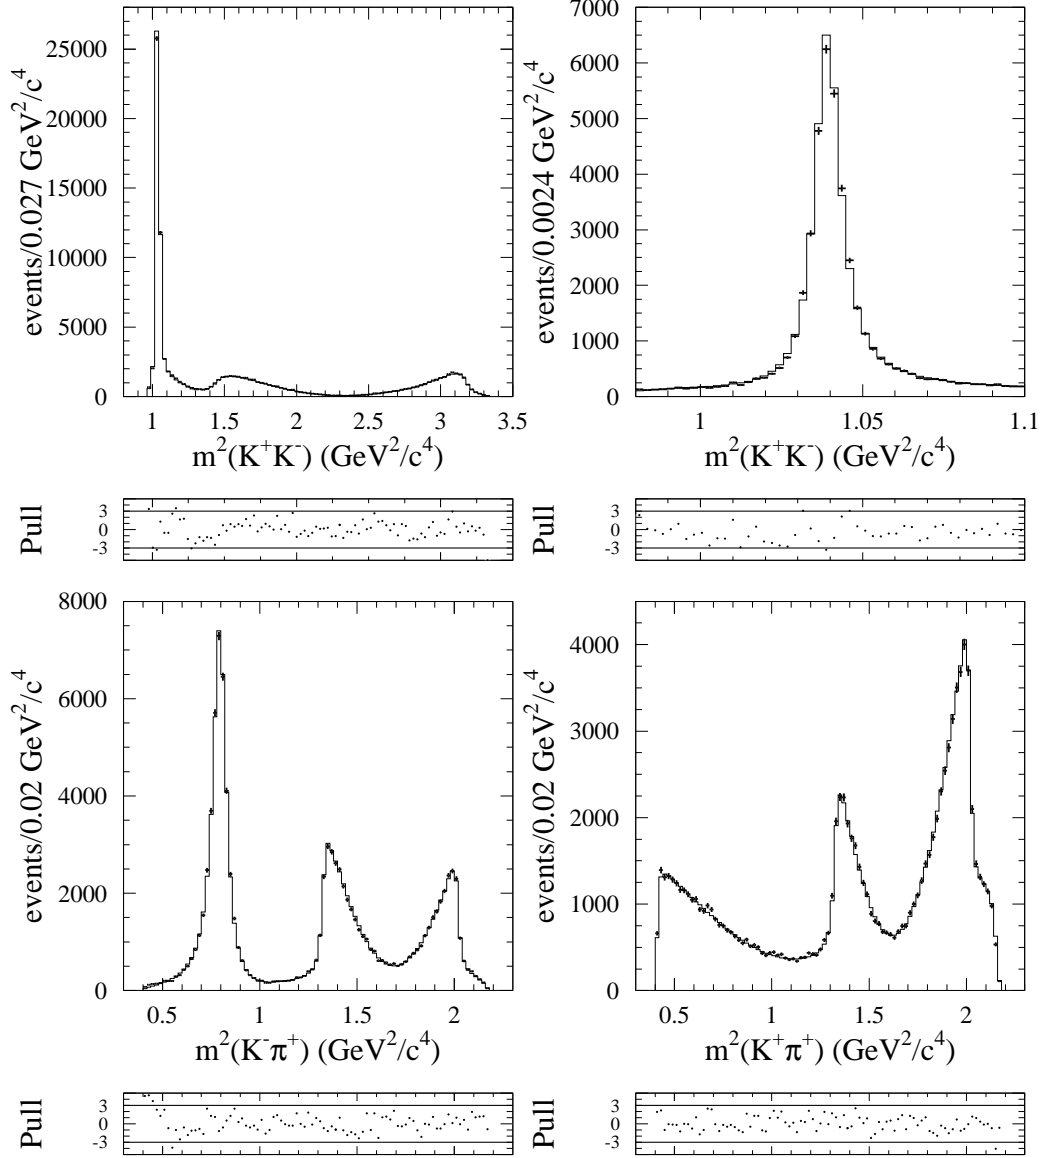 events/0.027 GeV²/c⁴
25000
20000
15000
10000
5000
0
1 1.5 2 2.5 3 3.5
m²(K⁺K⁻) (GeV²/c⁴)
events/0.0024 GeV²/c⁴
7000
6000
5000
4000
3000
2000
1000
0
1 1.05 1.1
m²(K⁺K⁻) (GeV²/c⁴)
Pull
3
0
-3
Pull
3
0
-3
events/0.02 GeV²/c⁴
8000
6000
4000
2000
0
0.5 1 1.5 2
m²(K⁻π⁺) (GeV²/c⁴)
events/0.02 GeV²/c⁴
4000
3000
2000
1000
0
0.5 1 1.5 2
m²(K⁺π⁺) (GeV²/c⁴)
Pull
3
0
-3
Pull
3
0
-3